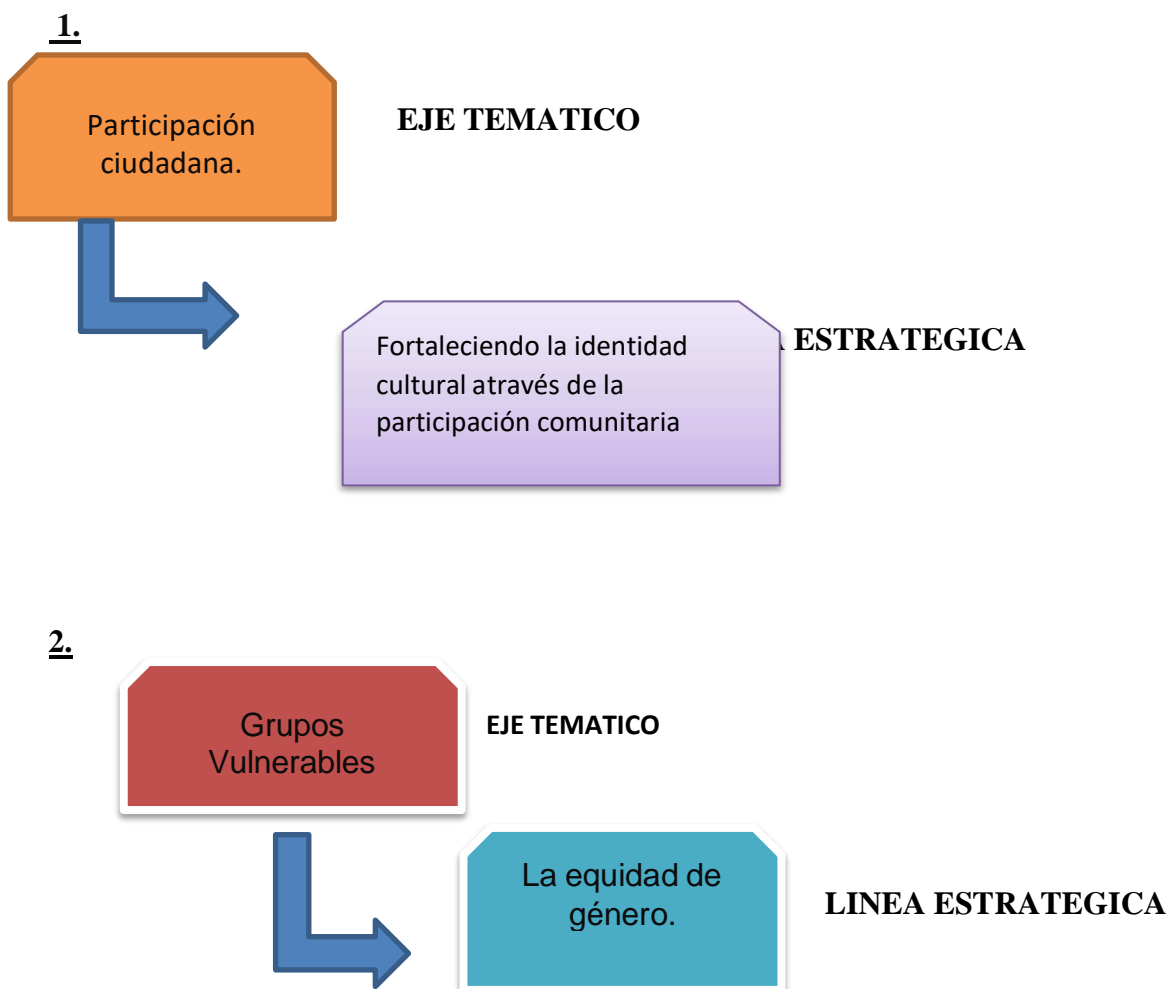 1.
Participación
ciudadana.
EJE TEMATICO
Fortaleciendo la identidad
cultural através de la
participación comunitaria
ESTRATEGICA
2.
Grupos
Vulnerables
EJE TEMATICO
La equidad de
género.
LINEA ESTRATEGICA